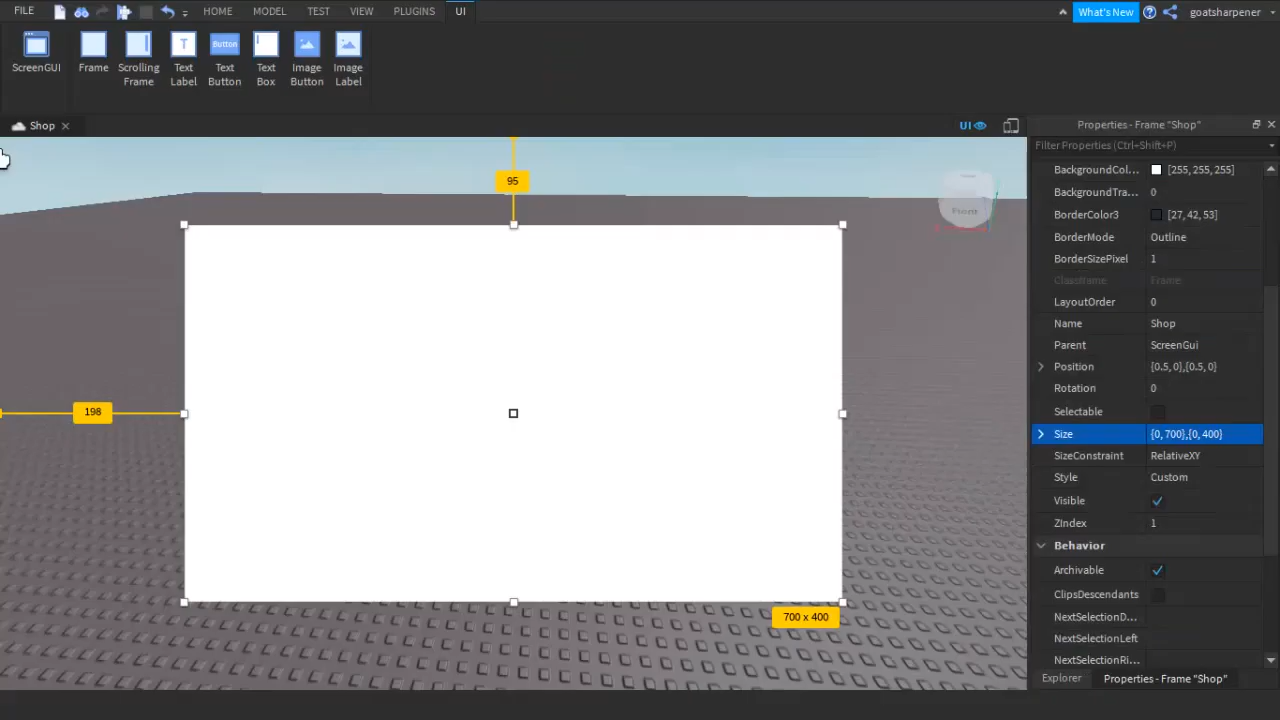 FILE HOME MODEL TEST VIEW PLUGINS UI What's New goatsharpener
ScreenGUI Frame Scrolling Frame Text Label Text Button Text Box Image Button Image Label
T Button
Shop UI
Properties - Frame "Shop"
Filter Properties (Ctrl+Shift+P)
BackgroundCol... [255, 255, 255]
BackgroundTra... 0
BorderColor3 [27, 42, 53]
BorderMode Outline
BorderSizePixel 1
ClassName Frame
LayoutOrder 0
Name Shop
Parent ScreenGui
Position {0.5, 0},{0.5, 0}
Rotation 0
Selectable
Size {0, 700},{0, 400}
SizeConstraint RelativeXY
Style Custom
Visible
ZIndex 1
Behavior
Archivable
ClipsDescendants
NextSelectionD...
NextSelectionLeft
NextSelectionRi...
Explorer Properties - Frame "Shop"
95
Front
198
700 x 400